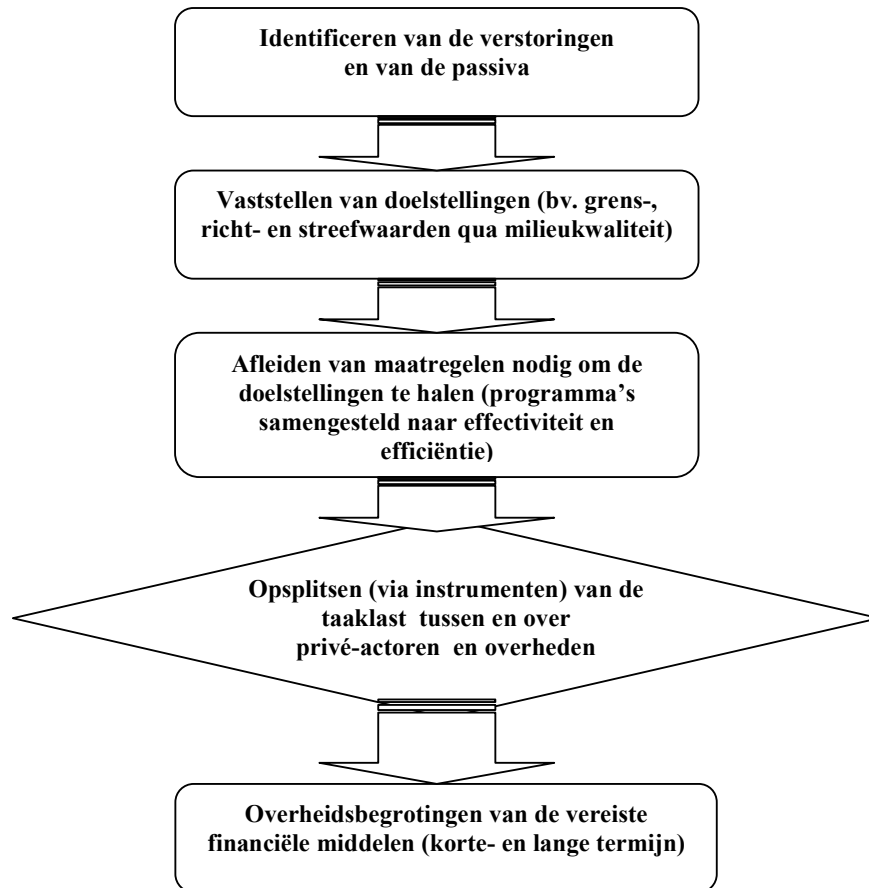 Identificeren van de verstoringen
en van de passiva
Vaststellen van doelstellingen (bv. grens-,
richt- en streefwaarden qua milieukwaliteit)
Afleiden van maatregelen nodig om de
doelstellingen te halen (programma’s
samengesteld naar effectiviteit en
efficiëntie)
Opsplitsen (via instrumenten) van de
taaklast tussen en over
privé-actoren en overheden
Overheidsbegrotingen van de vereiste
financiële middelen (korte- en lange termijn)